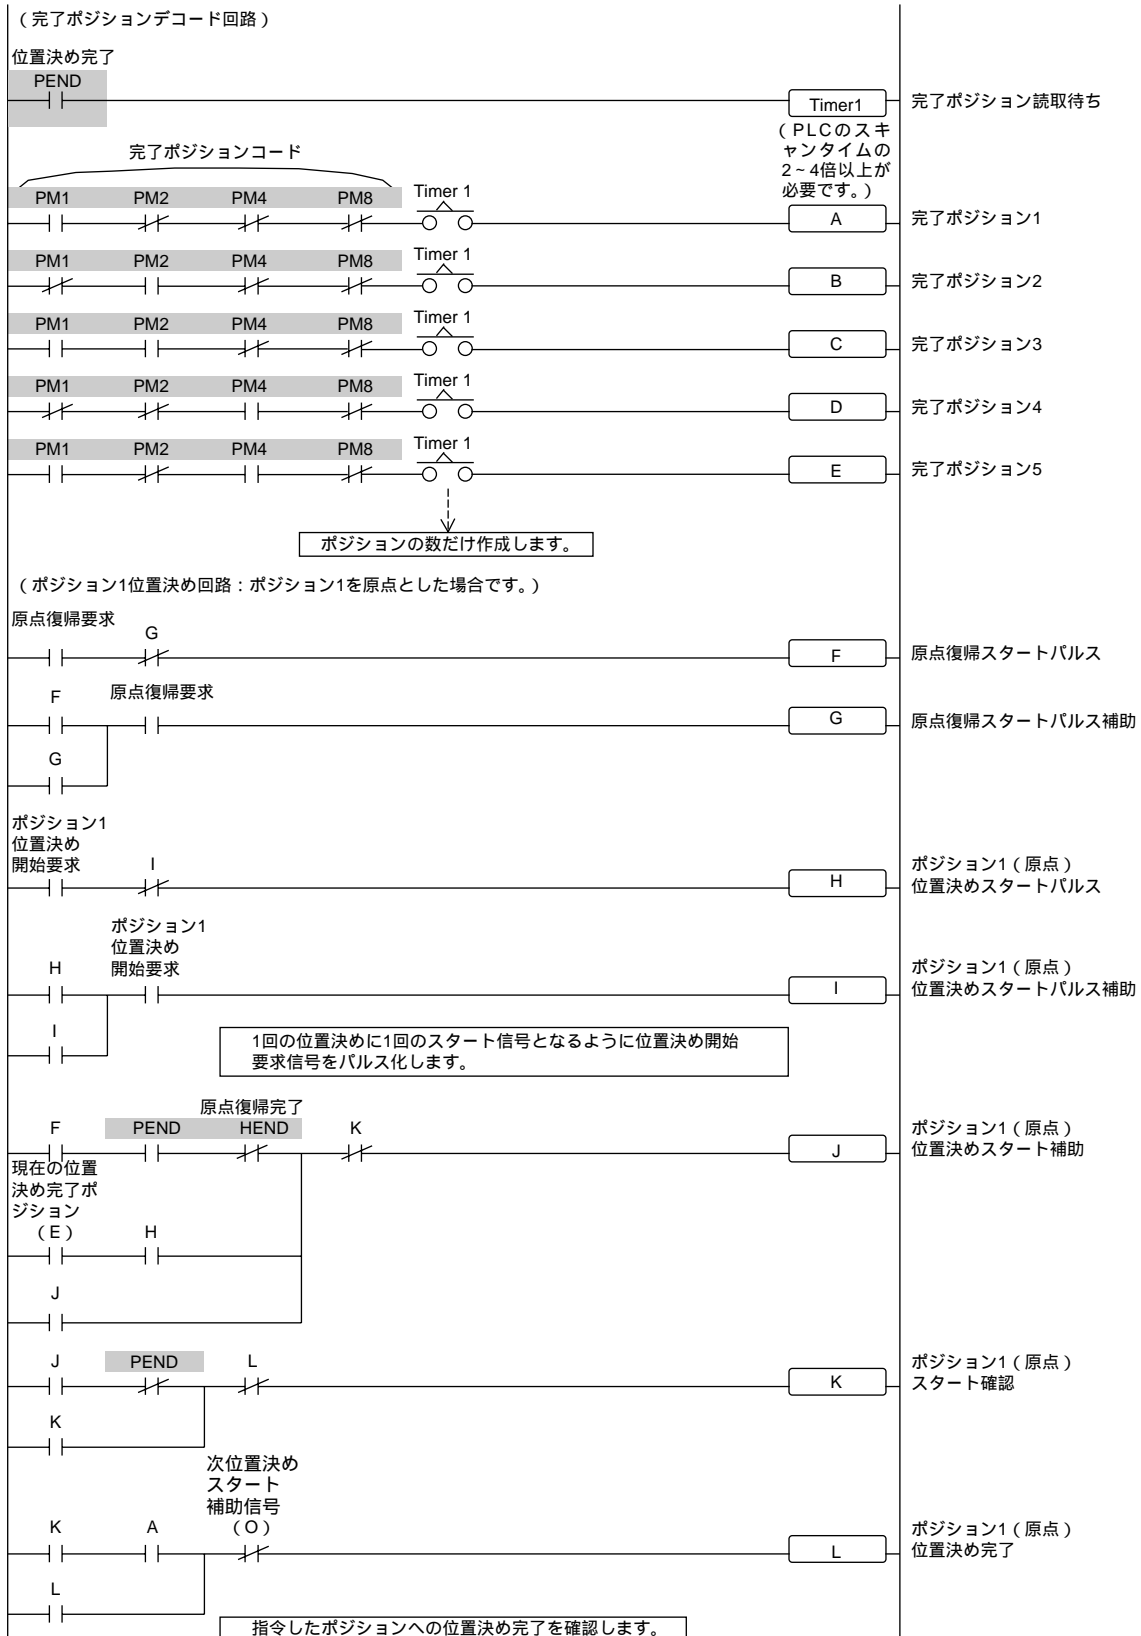 (完了ポジションデコード回路)
位置決め完了
PEND
Timer1
完了ポジション読取待ち
(PLCのスキ
ャンタイムの
2~4倍以上が
必要です。)
完了ポジションコード
PM1 PM2 PM4 PM8 Timer 1
A
完了ポジション1
PM1 PM2 PM4 PM8 Timer 1
B
完了ポジション2
PM1 PM2 PM4 PM8 Timer 1
C
完了ポジション3
PM1 PM2 PM4 PM8 Timer 1
D
完了ポジション4
PM1 PM2 PM4 PM8 Timer 1
E
完了ポジション5
ポジションの数だけ作成します。
(ポジション1位置決め回路:ポジション1を原点とした場合です。)
原点復帰要求
G
F
原点復帰スタートパルス
F 原点復帰要求
G
原点復帰スタートパルス補助
G
ポジション1
位置決め
開始要求 I
H
ポジション1(原点)
位置決めスタートパルス
ポジション1
位置決め
H 開始要求
I
ポジション1(原点)
位置決めスタートパルス補助
I
1回の位置決めに1回のスタート信号となるように位置決め開始
要求信号をパルス化します。
原点復帰完了
F PEND HEND K
J
ポジション1(原点)
位置決めスタート補助
現在の位置
決め完了ポ
ジション
(E) H
J
J PEND L
K
ポジション1(原点)
スタート確認
K
次位置決め
スタート
補助信号
K A (O)
L
ポジション1(原点)
位置決め完了
L
指令したポジションへの位置決め完了を確認します。